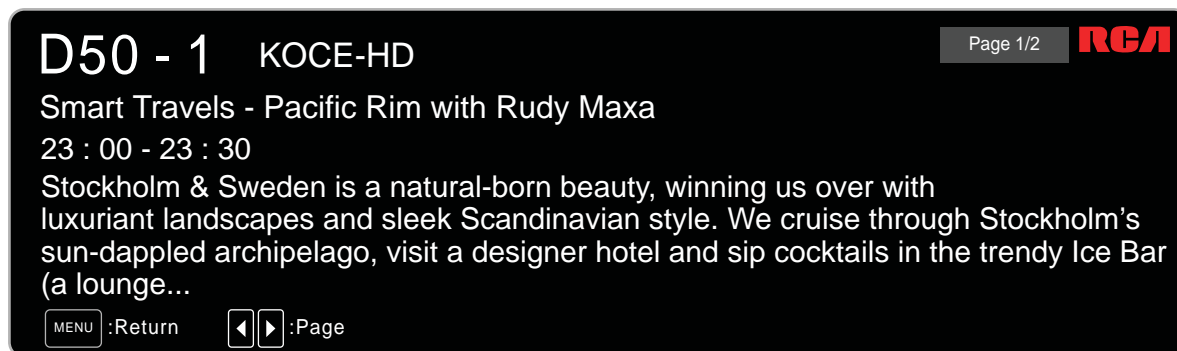 D50 - 1 KOCE-HD Page 1/2 RCA
Smart Travels - Pacific Rim with Rudy Maxa
23 : 00 - 23 : 30
Stockholm & Sweden is a natural-born beauty, winning us over with
luxuriant landscapes and sleek Scandinavian style. We cruise through Stockholm's
sun-dappled archipelago, visit a designer hotel and sip cocktails in the trendy Ice Bar
(a lounge...
MENU :Return :Page